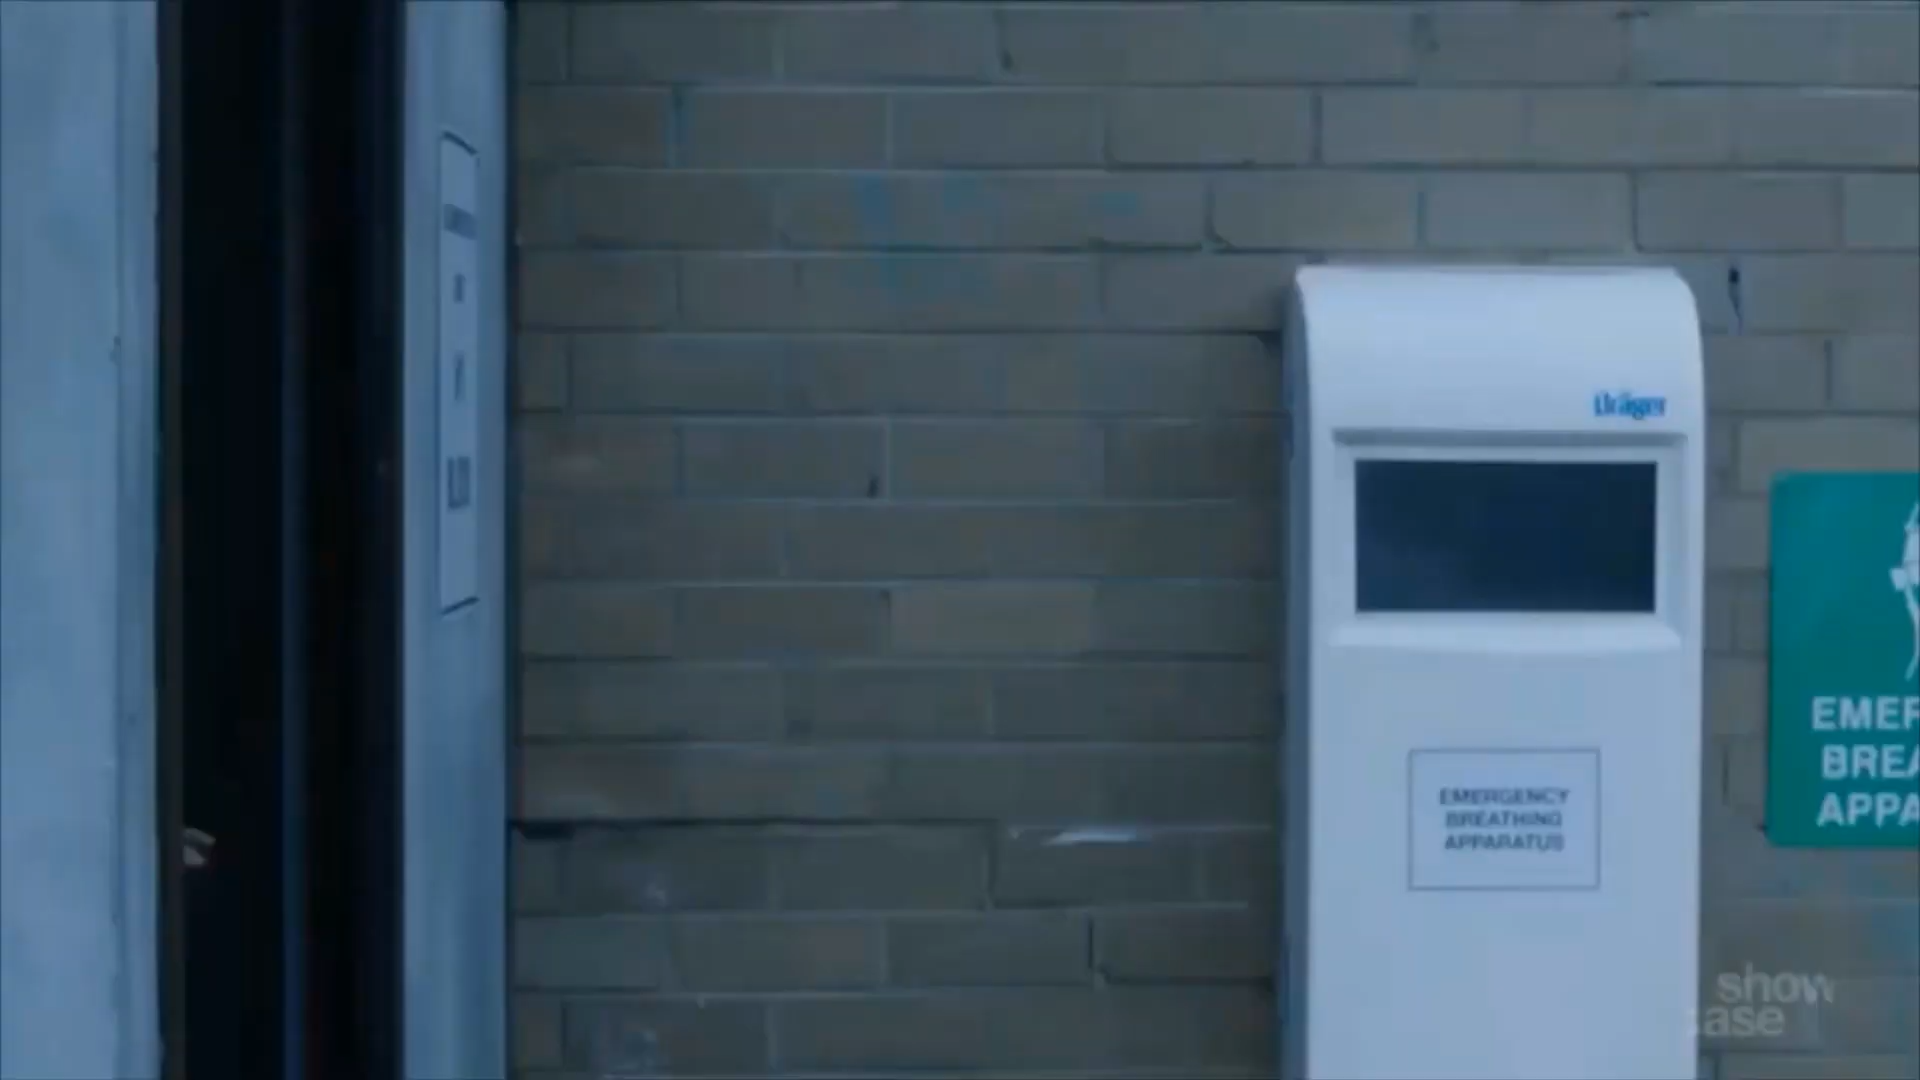 Dräger
EMERGENCY
BREATHING
APPARATUS
EMER
BREA
APPA
show
case